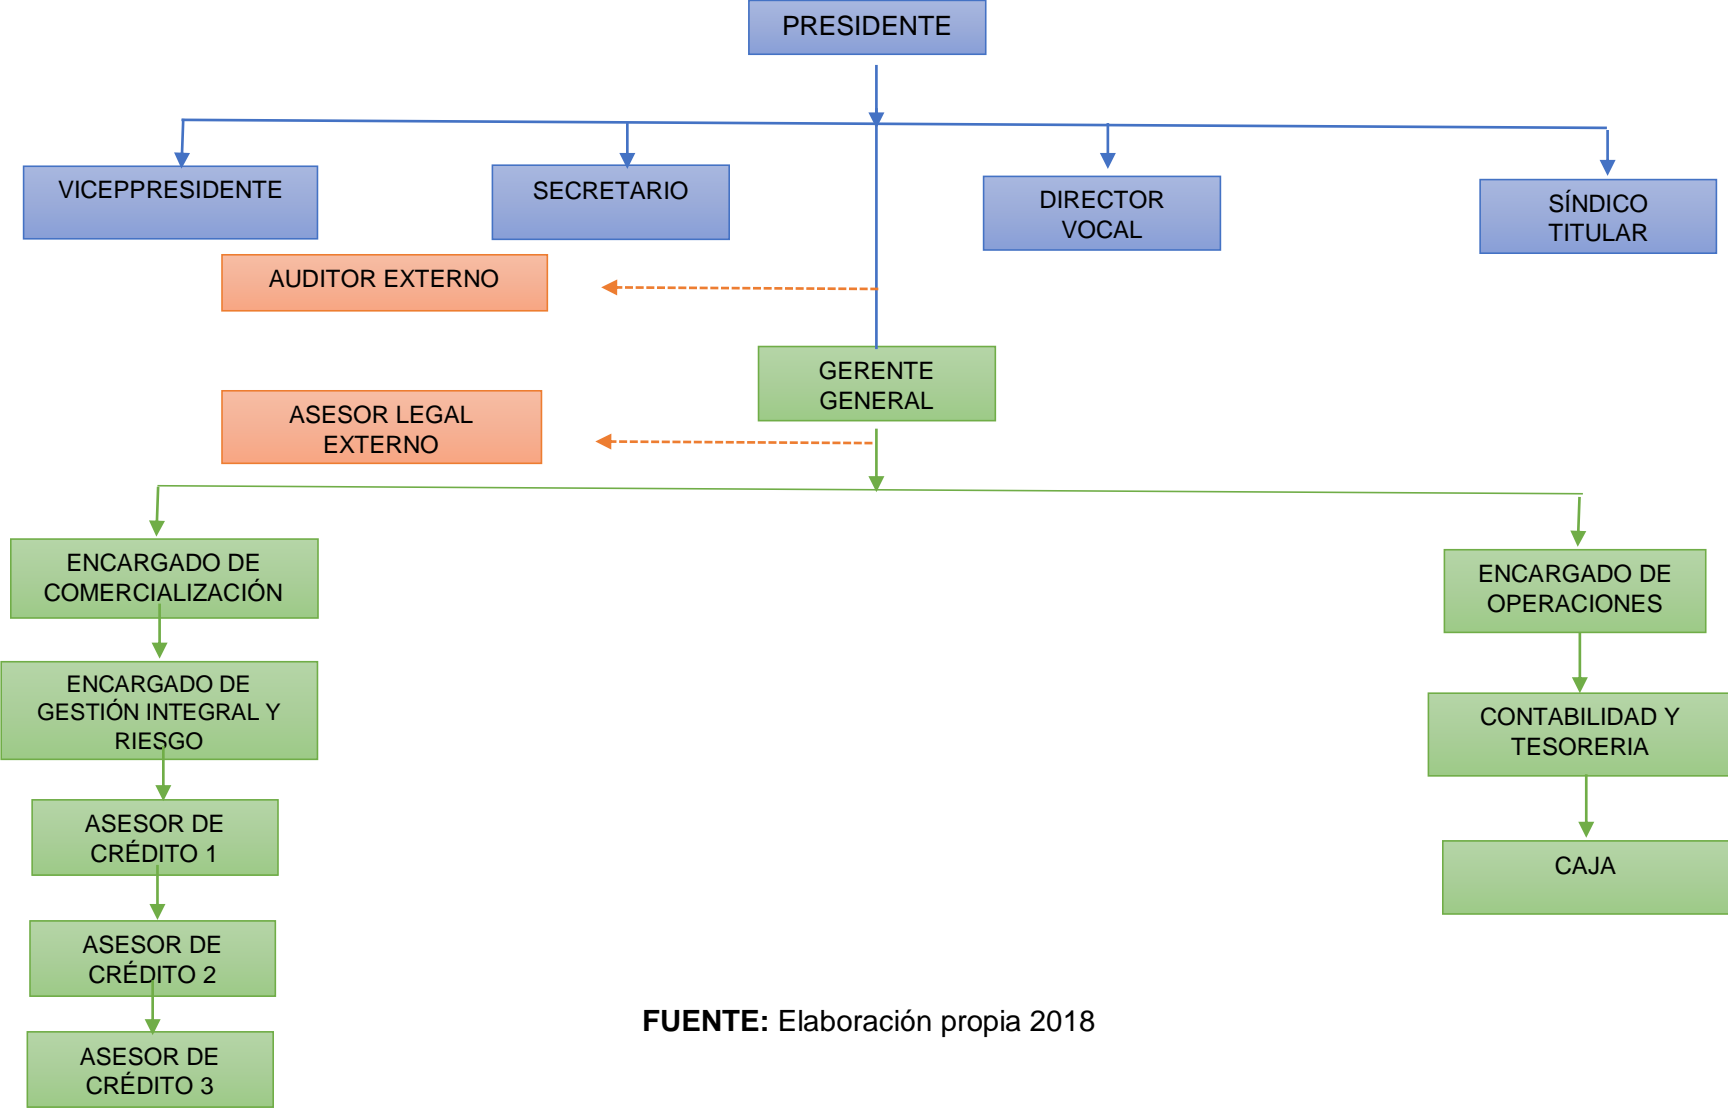 PRESIDENTE
VICEPPRESIDENTE
SECRETARIO
DIRECTOR
VOCAL
SÍNDICO
TITULAR
AUDITOR EXTERNO
GERENTE
GENERAL
ASESOR LEGAL
EXTERNO
ENCARGADO DE
COMERCIALIZACIÓN
ENCARGADO DE
OPERACIONES
ENCARGADO DE
GESTIÓN INTEGRAL Y
RIESGO
CONTABILIDAD Y
TESORERIA
ASESOR DE
CRÉDITO 1
CAJA
ASESOR DE
CRÉDITO 2
ASESOR DE
CRÉDITO 3
FUENTE: Elaboración propia 2018